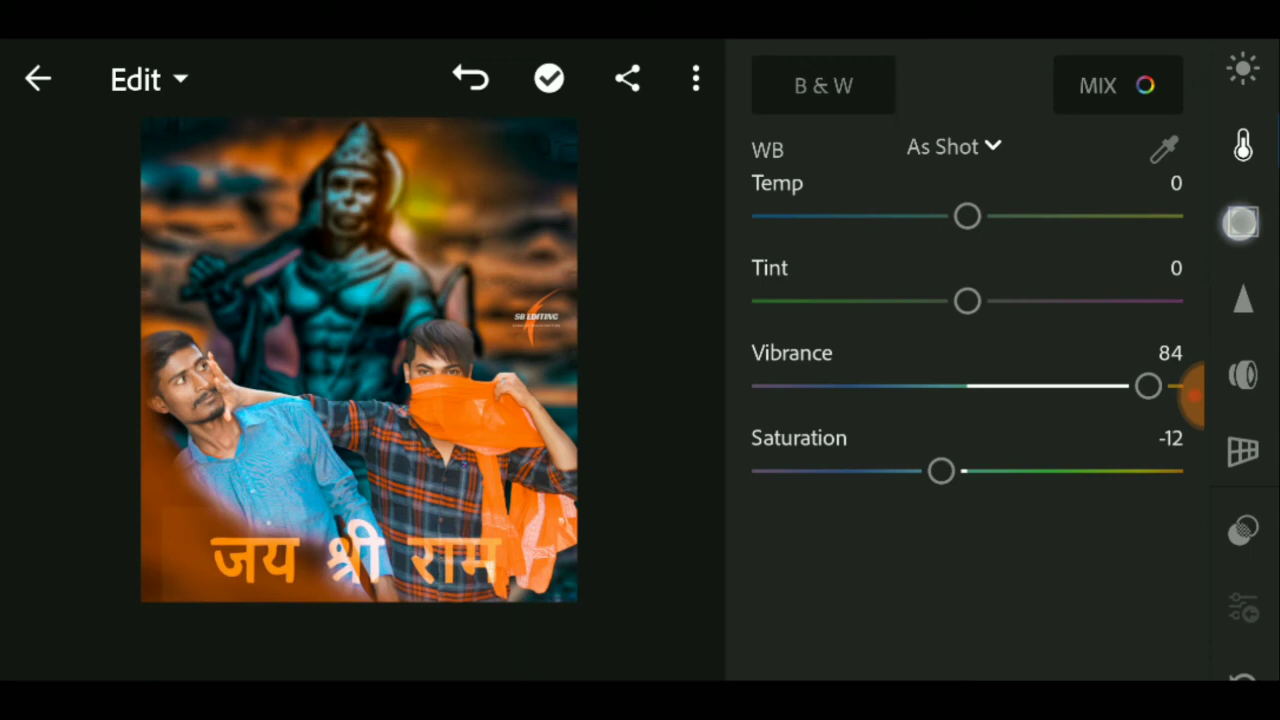 Edit
B & W
MIX
WB
As Shot
Temp
0
Tint
0
Vibrance
84
Saturation
-12
SB EDITING
जय श्री राम